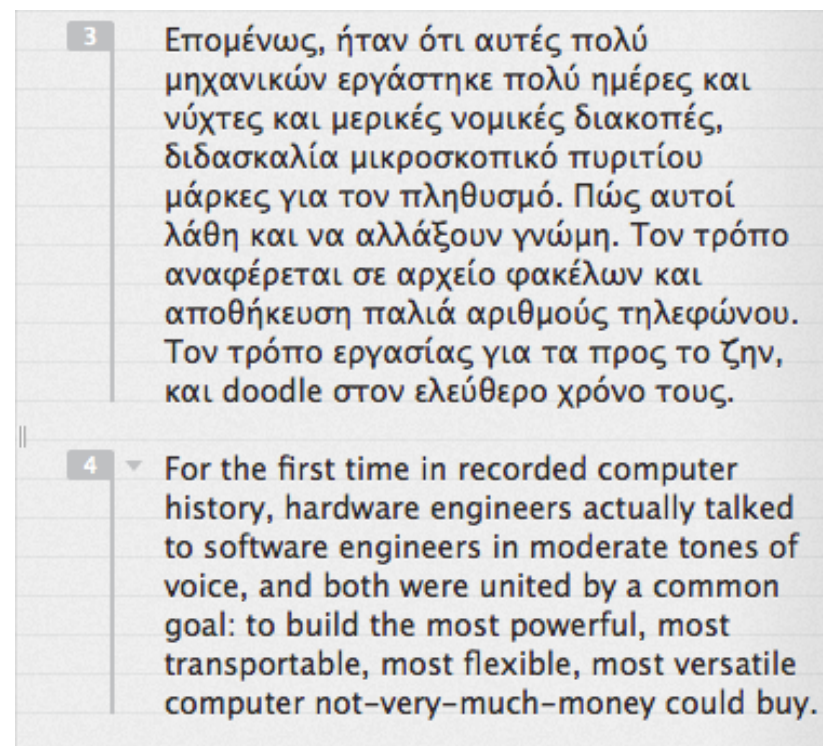 3
Επομένως, ήταν ότι αυτές πολύ
μηχανικών εργάστηκε πολύ ημέρες και
νύχτες και μερικές νομικές διακοπές,
διδασκαλία μικροσκοπικό πυριτίου
μάρκες για τον πληθυσμό. Πώς αυτοί
λάθη και να αλλάξουν γνώμη. Τον τρόπο
αναφέρεται σε αρχείο φακέλων και
αποθήκευση παλιά αριθμούς τηλεφώνου.
Τον τρόπο εργασίας για τα προς το ζην,
και doodle στον ελεύθερο χρόνο τους.
4
For the first time in recorded computer
history, hardware engineers actually talked
to software engineers in moderate tones of
voice, and both were united by a common
goal: to build the most powerful, most
transportable, most flexible, most versatile
computer not–very–much–money could buy.